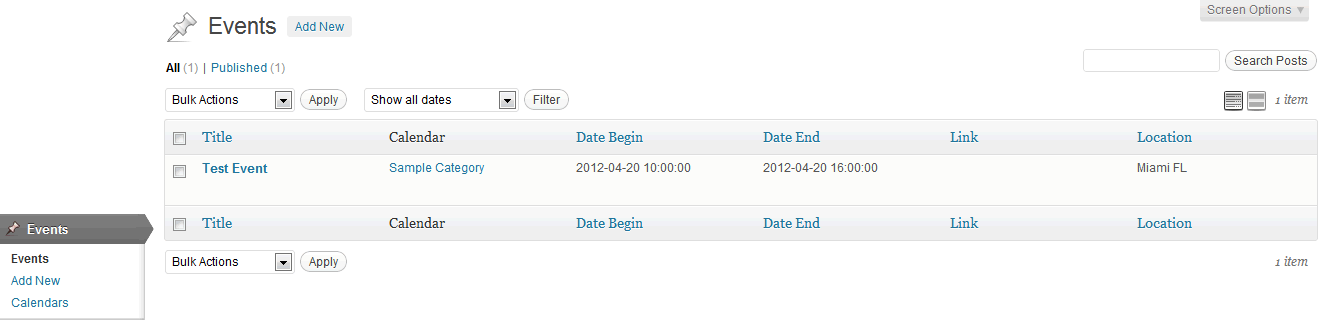 Screen Options
Events Add New
All (1) | Published (1)
Search Posts
Bulk Actions Apply Show all dates Filter 1 item
Title Calendar Date Begin Date End Link Location
Test Event Sample Category 2012-04-20 10:00:00 2012-04-20 16:00:00 Miami FL
Title Calendar Date Begin Date End Link Location
Bulk Actions Apply 1 item
Events
Events
Add New
Calendars